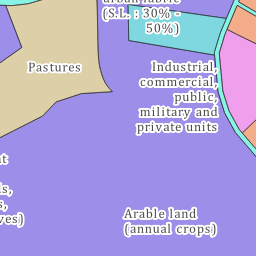 (S.L. : 30% -
50%)
Pastures
Industrial,
commercial,
public,
military and
private units
Arable land
(annual crops)